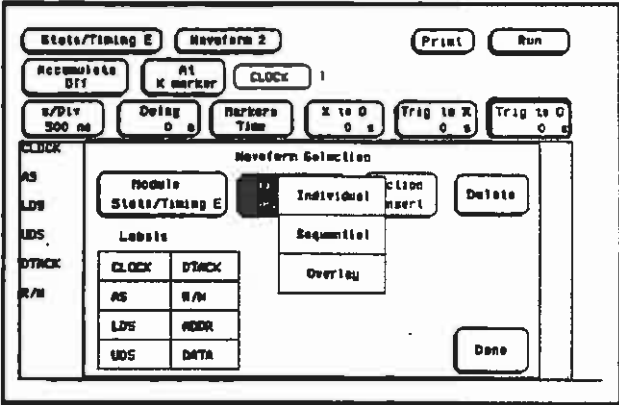 State/Timing E Waveform 2 Print Run
Accumulate Off At X marker CLOCK 1
s/Div 500 ns Delay 0 s Markers Time X to O 0 s Trig to X 0 s Trig to O 0 s
CLOCK
AS
LDS
UDS
DTACK
R/W
Waveform Selection
Module State/Timing E
Individual
Sequential
Overlay
Delete
Labels
CLOCK DTACK
AS R/W
LDS ADDR
UDS DATA
Done